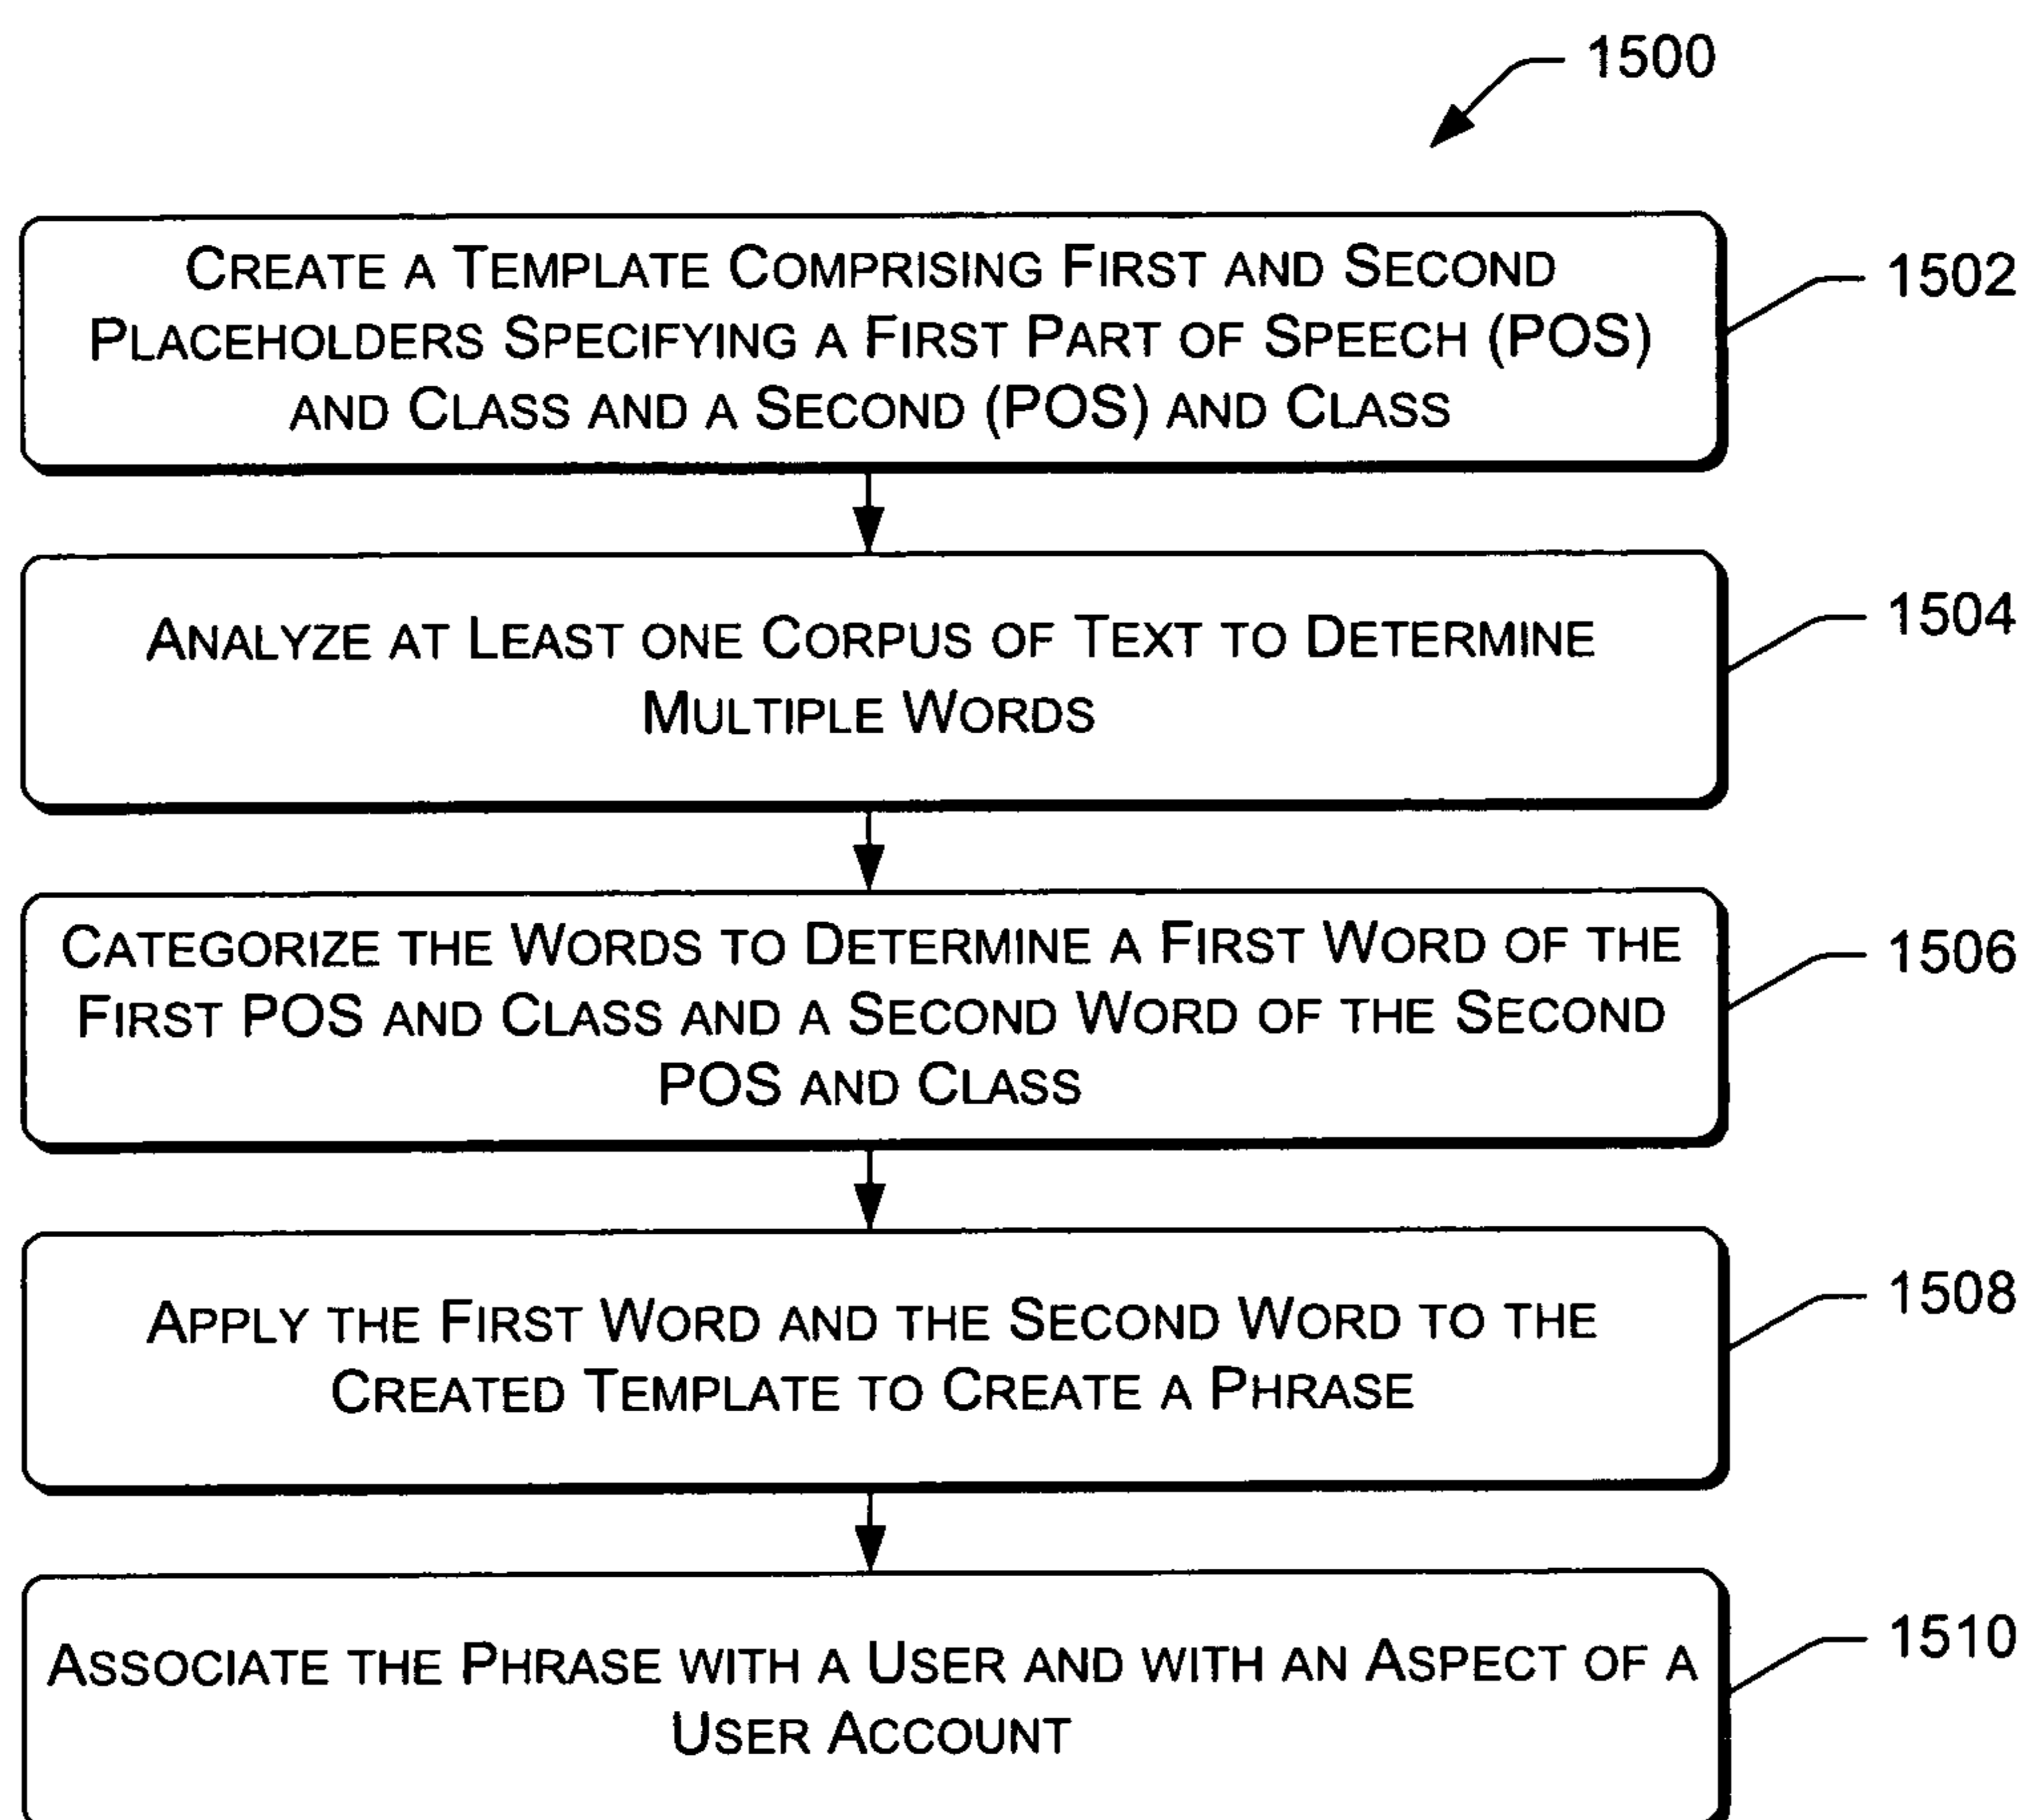 1500
CREATE A TEMPLATE COMPRISING FIRST AND SECOND
PLACEHOLDERS SPECIFYING A FIRST PART OF SPEECH (POS)
AND CLASS AND A SECOND (POS) AND CLASS
1502
ANALYZE AT LEAST ONE CORPUS OF TEXT TO DETERMINE
MULTIPLE WORDS
1504
CATEGORIZE THE WORDS TO DETERMINE A FIRST WORD OF THE
FIRST POS AND CLASS AND A SECOND WORD OF THE SECOND
POS AND CLASS
1506
APPLY THE FIRST WORD AND THE SECOND WORD TO THE
CREATED TEMPLATE TO CREATE A PHRASE
1508
ASSOCIATE THE PHRASE WITH A USER AND WITH AN ASPECT OF A
USER ACCOUNT
1510